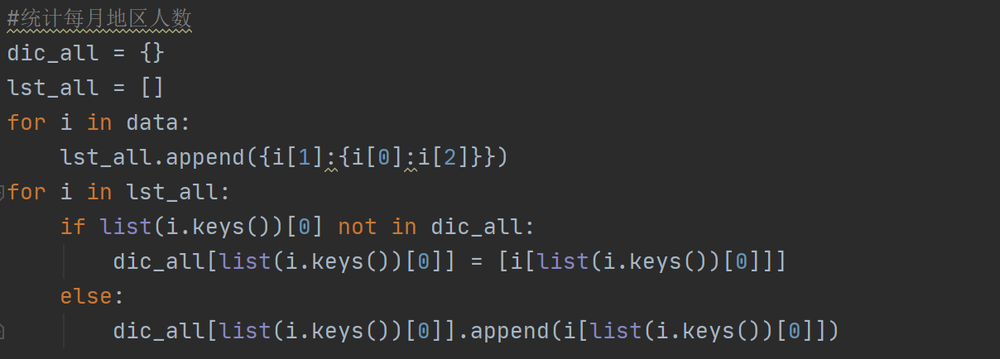 #统计每月地区人数
dic_all = {}
lst_all = []
for i in data:
    lst_all.append({i[1]:{i[0]:i[2]}})
for i in lst_all:
    if list(i.keys())[0] not in dic_all:
        dic_all[list(i.keys())[0]] = [i[list(i.keys())[0]]]
    else:
        dic_all[list(i.keys())[0]].append(i[list(i.keys())[0]])